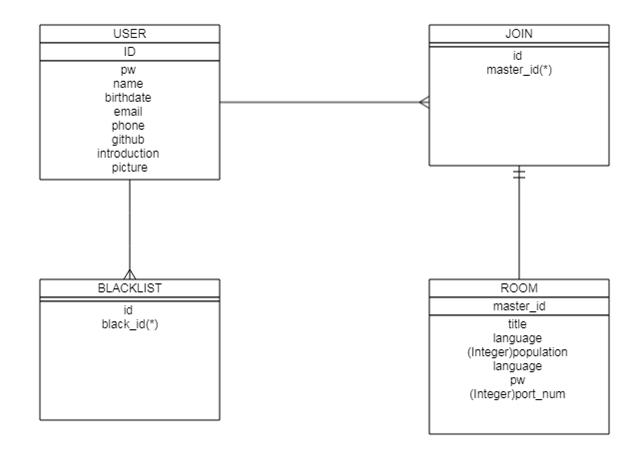 USER
ID
pw
name
birthdate
email
phone
github
introduction
picture
JOIN
id
master_id(*)
BLACKLIST
id
black_id(*)
ROOM
master_id
title
language
(Integer)population
language
pw
(Integer)port_num